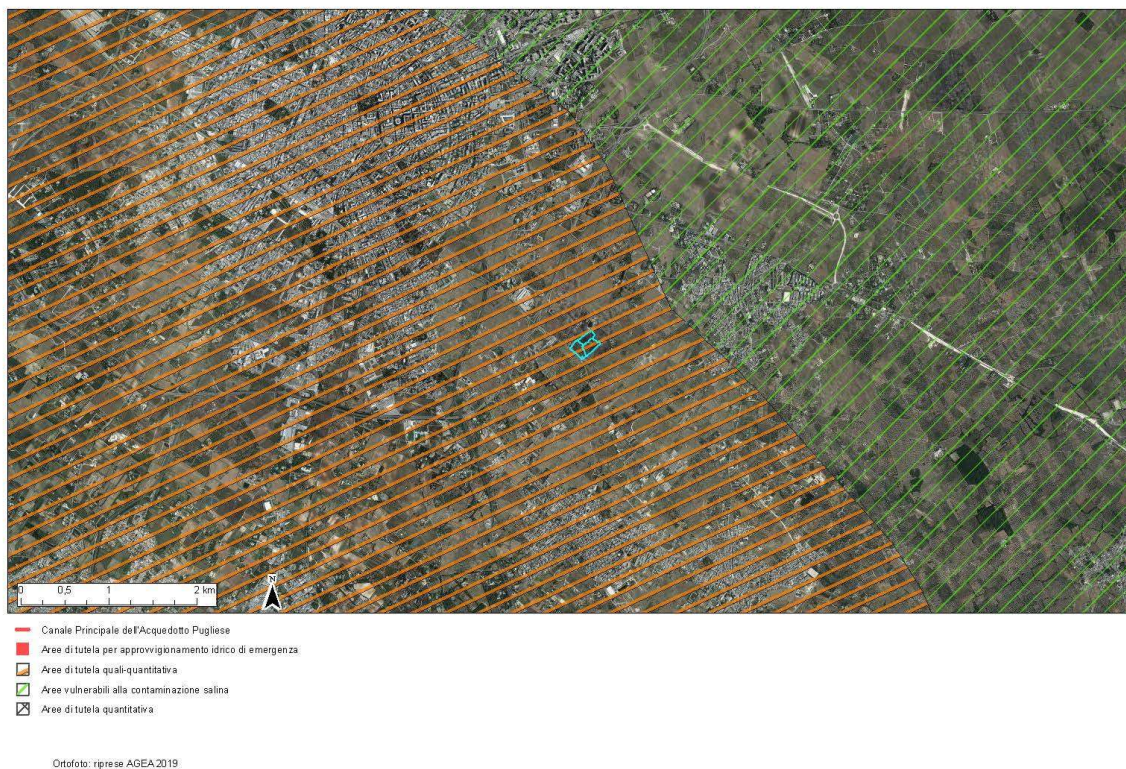 0 0,5 1 2 km
N
Canale Principale dell'Acquedotto Pugliese
Aree di tutela per approvvigionamento idrico di emergenza
Aree di tutela quali-quantitativa
Aree vulnerabili alla contaminazione salina
Aree di tutela quantitativa
Ortofoto: riprese AGEA 2019